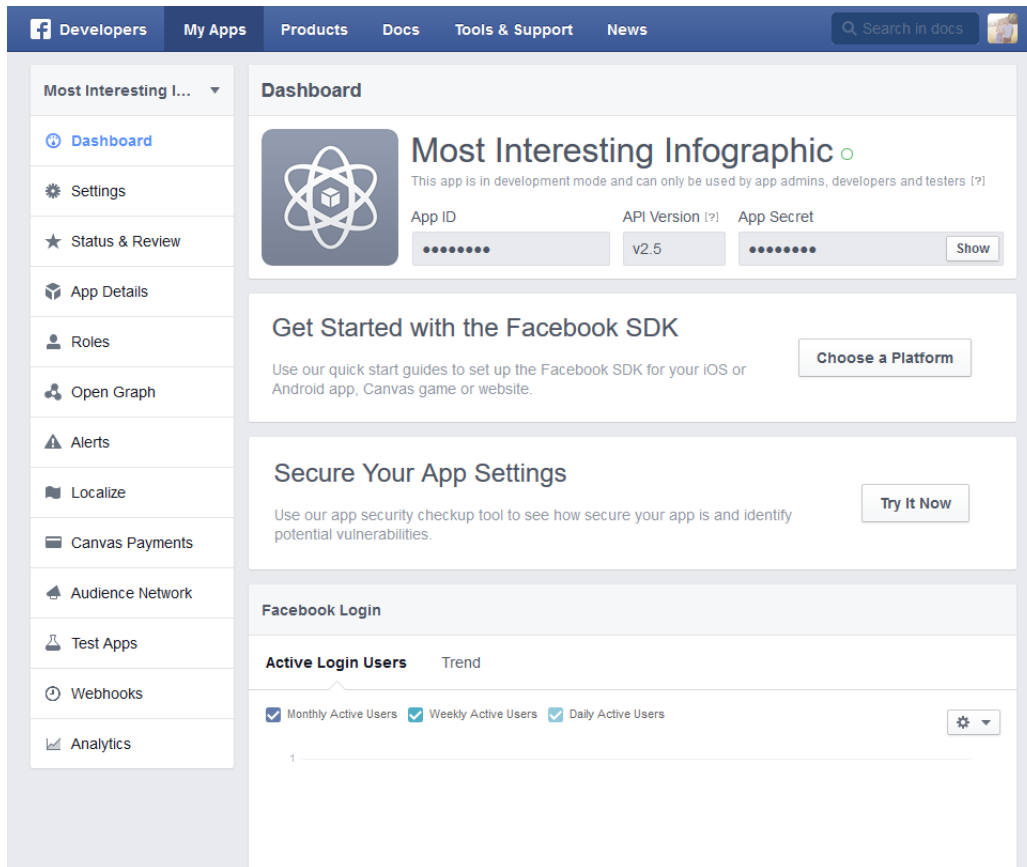 f Developers My Apps Products Docs Tools & Support News Search in docs
Most Interesting I...
Dashboard
Settings
Status & Review
App Details
Roles
Open Graph
Alerts
Localize
Canvas Payments
Audience Network
Test Apps
Webhooks
Analytics
Dashboard
Most Interesting Infographic
This app is in development mode and can only be used by app admins, developers and testers [?]
App ID API Version [?] App Secret
•••••••• v2.5 •••••••• Show
Get Started with the Facebook SDK
Use our quick start guides to set up the Facebook SDK for your iOS or
Android app, Canvas game or website.
Choose a Platform
Secure Your App Settings
Use our app security checkup tool to see how secure your app is and identify
potential vulnerabilities.
Try It Now
Facebook Login
Active Login Users Trend
Monthly Active Users Weekly Active Users Daily Active Users
1